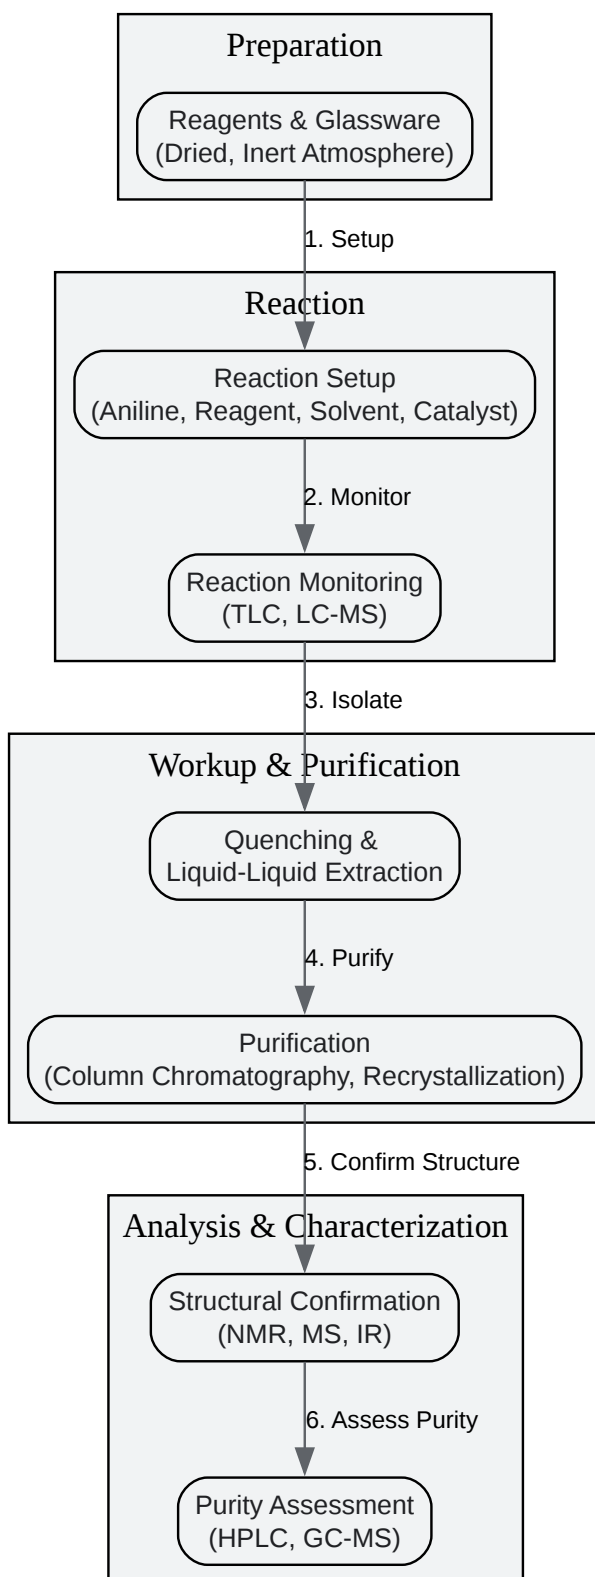 Preparation
Reagents & Glassware
(Dried, Inert Atmosphere)
1. Setup
Reaction
Reaction Setup
(Aniline, Reagent, Solvent, Catalyst)
2. Monitor
Reaction Monitoring
(TLC, LC-MS)
3. Isolate
Workup & Purification
Quenching &
Liquid-Liquid Extraction
4. Purify
Purification
(Column Chromatography, Recrystallization)
5. Confirm Structure
Analysis & Characterization
Structural Confirmation
(NMR, MS, IR)
6. Assess Purity
Purity Assessment
(HPLC, GC-MS)